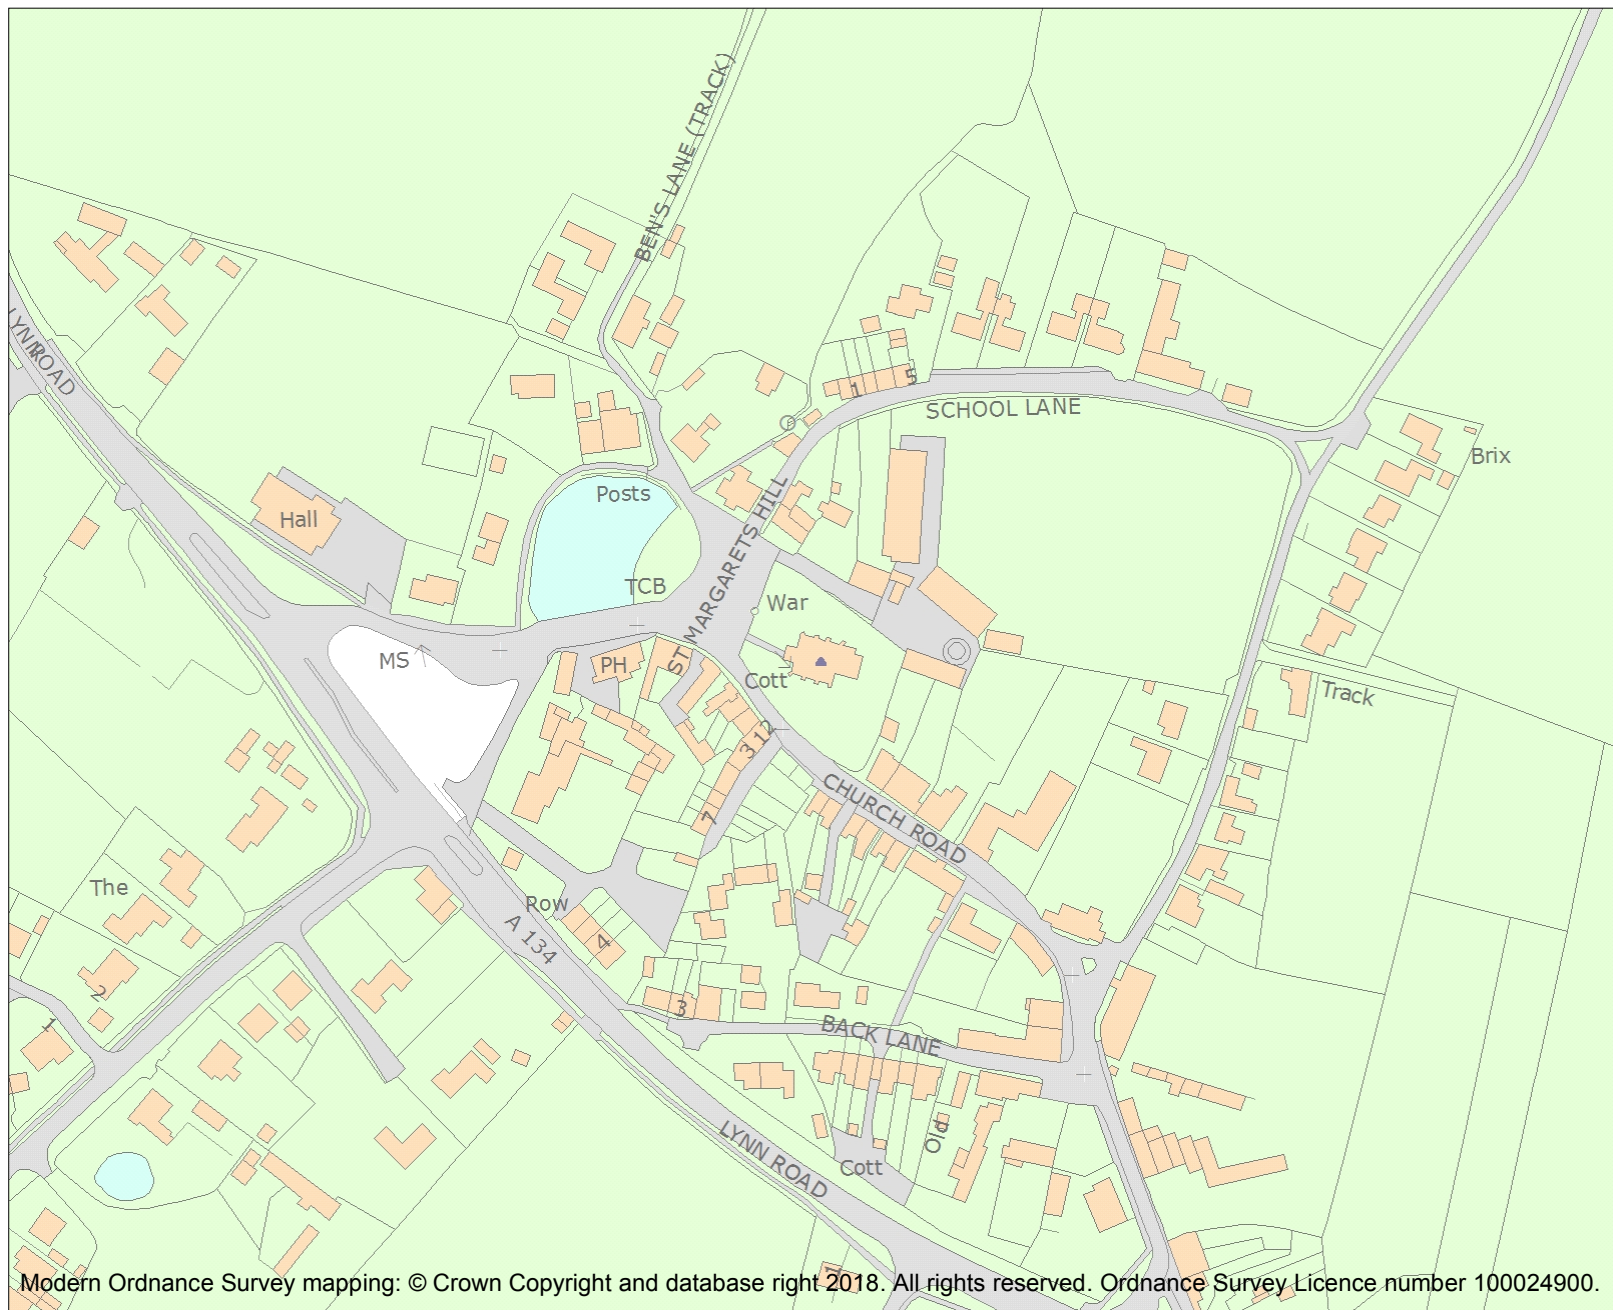 BEN'S LANE (TRACK)
LYNN ROAD
1
5
SCHOOL LANE
Brix
Posts
Hall
ST MARGARETS HILL
TCB
War
MS
PH
Cott
Track
3
12
7
CHURCH ROAD
The
Row
A 134
4
2
3
1
BACK LANE
LYNN ROAD
Old
Cott
1
Modern Ordnance Survey mapping: © Crown Copyright and database right 2018. All rights reserved. Ordnance Survey Licence number 100024900.